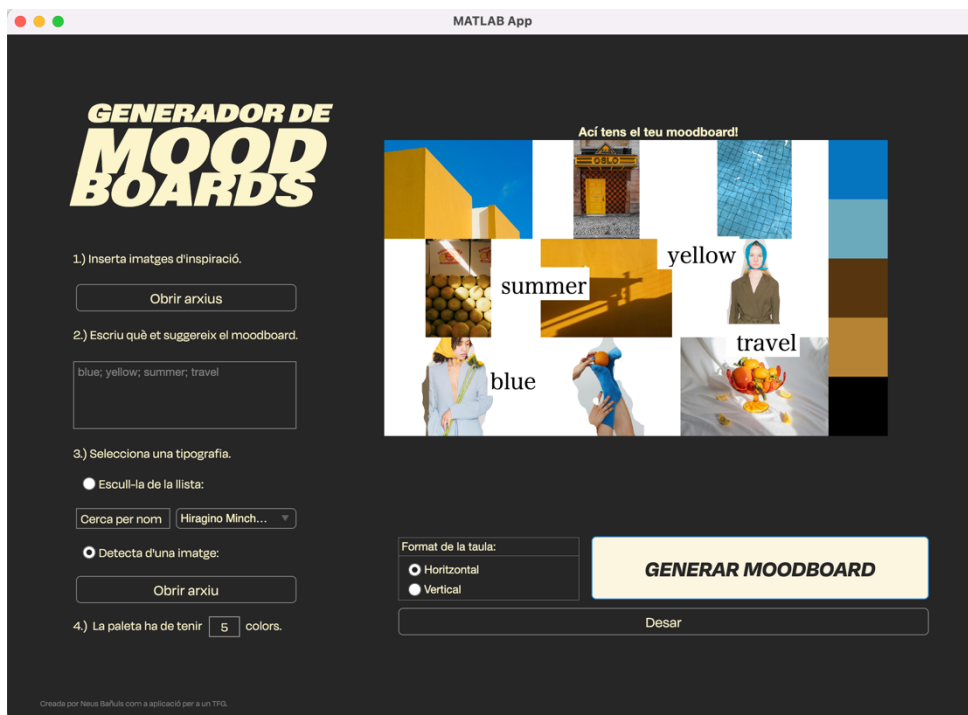 MATLAB App
GENERADOR DE
MOOD
BOARDS
1.) Inserta imatges d'inspiració.
Obrir arxius
2.) Escriu què et suggereix el moodboard.
blue; yellow; summer; travel
3.) Selecciona una tipografia.
Escull-la de la llista:
Cerca per nom
Hiragino Minch...
Detecta d'una imatge:
Obrir arxiu
4.) La paleta ha de tenir 5 colors.
Ací tens el teu moodboard!
OSLO
yellow
summer
travel
blue
Format de la taula:
Horitzontal
Vertical
GENERAR MOODBOARD
Desar
Creada por Neus Bañuls com a aplicació per a un TFG.